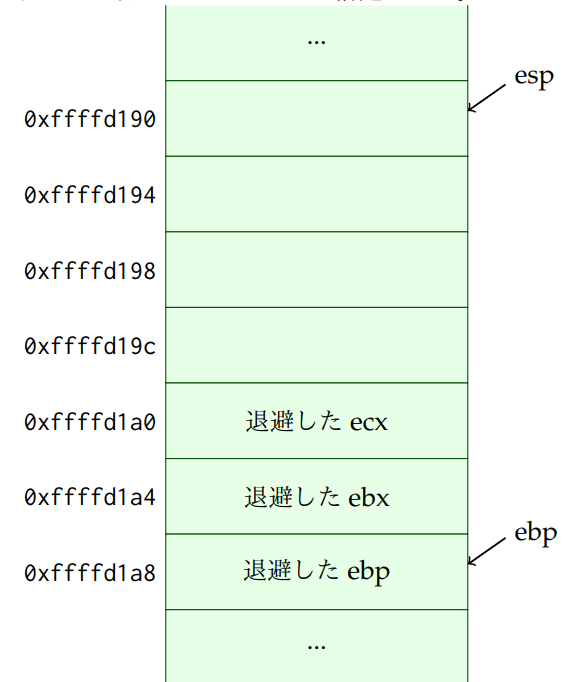 ...
esp
0xffffd190
0xffffd194
0xffffd198
0xffffd19c
0xffffd1a0 退避した ecx
0xffffd1a4 退避した ebx
ebp
0xffffd1a8 退避した ebp
...